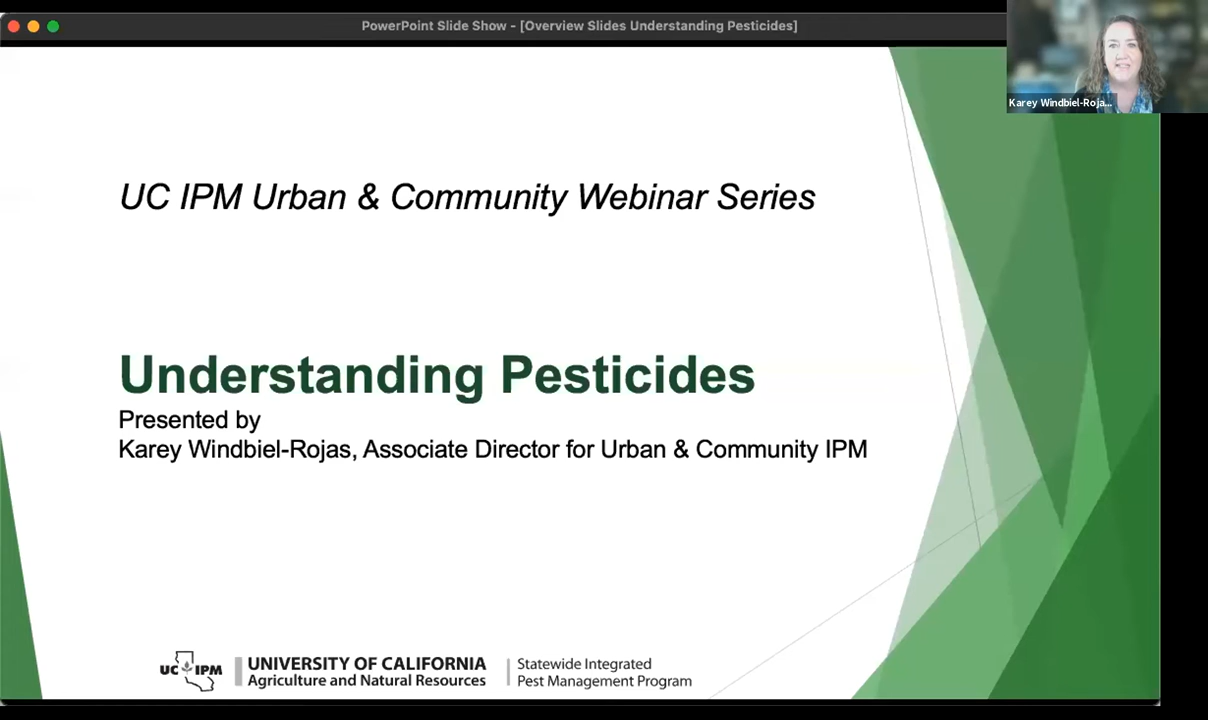 PowerPoint Slide Show - [Overview Slides Understanding Pesticides]
Karey Windbiel-Roja...
UC IPM Urban & Community Webinar Series
Understanding Pesticides
Presented by
Karey Windbiel-Rojas, Associate Director for Urban & Community IPM
UC IPM
UNIVERSITY OF CALIFORNIA
Agriculture and Natural Resources
Statewide Integrated
Pest Management Program